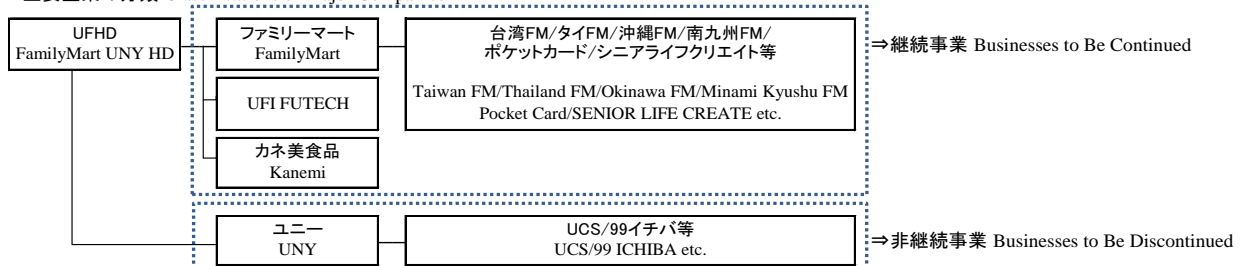 UFHD
FamilyMart UNY HD
ファミリーマート
FamilyMart
台湾FM/タイFM/沖縄FM/南九州FM/
ポケットカード/シニアライフクリエイト等
Taiwan FM/Thailand FM/Okinawa FM/Minami Kyushu FM
Pocket Card/SENIOR LIFE CREATE etc.
⇒継続事業 Businesses to Be Continued
UFI FUTECH
カネ美食品
Kanemi
ユニー
UNY
UCS/99イチバ等
UCS/99 ICHIBA etc.
⇒非継続事業 Businesses to Be Discontinued